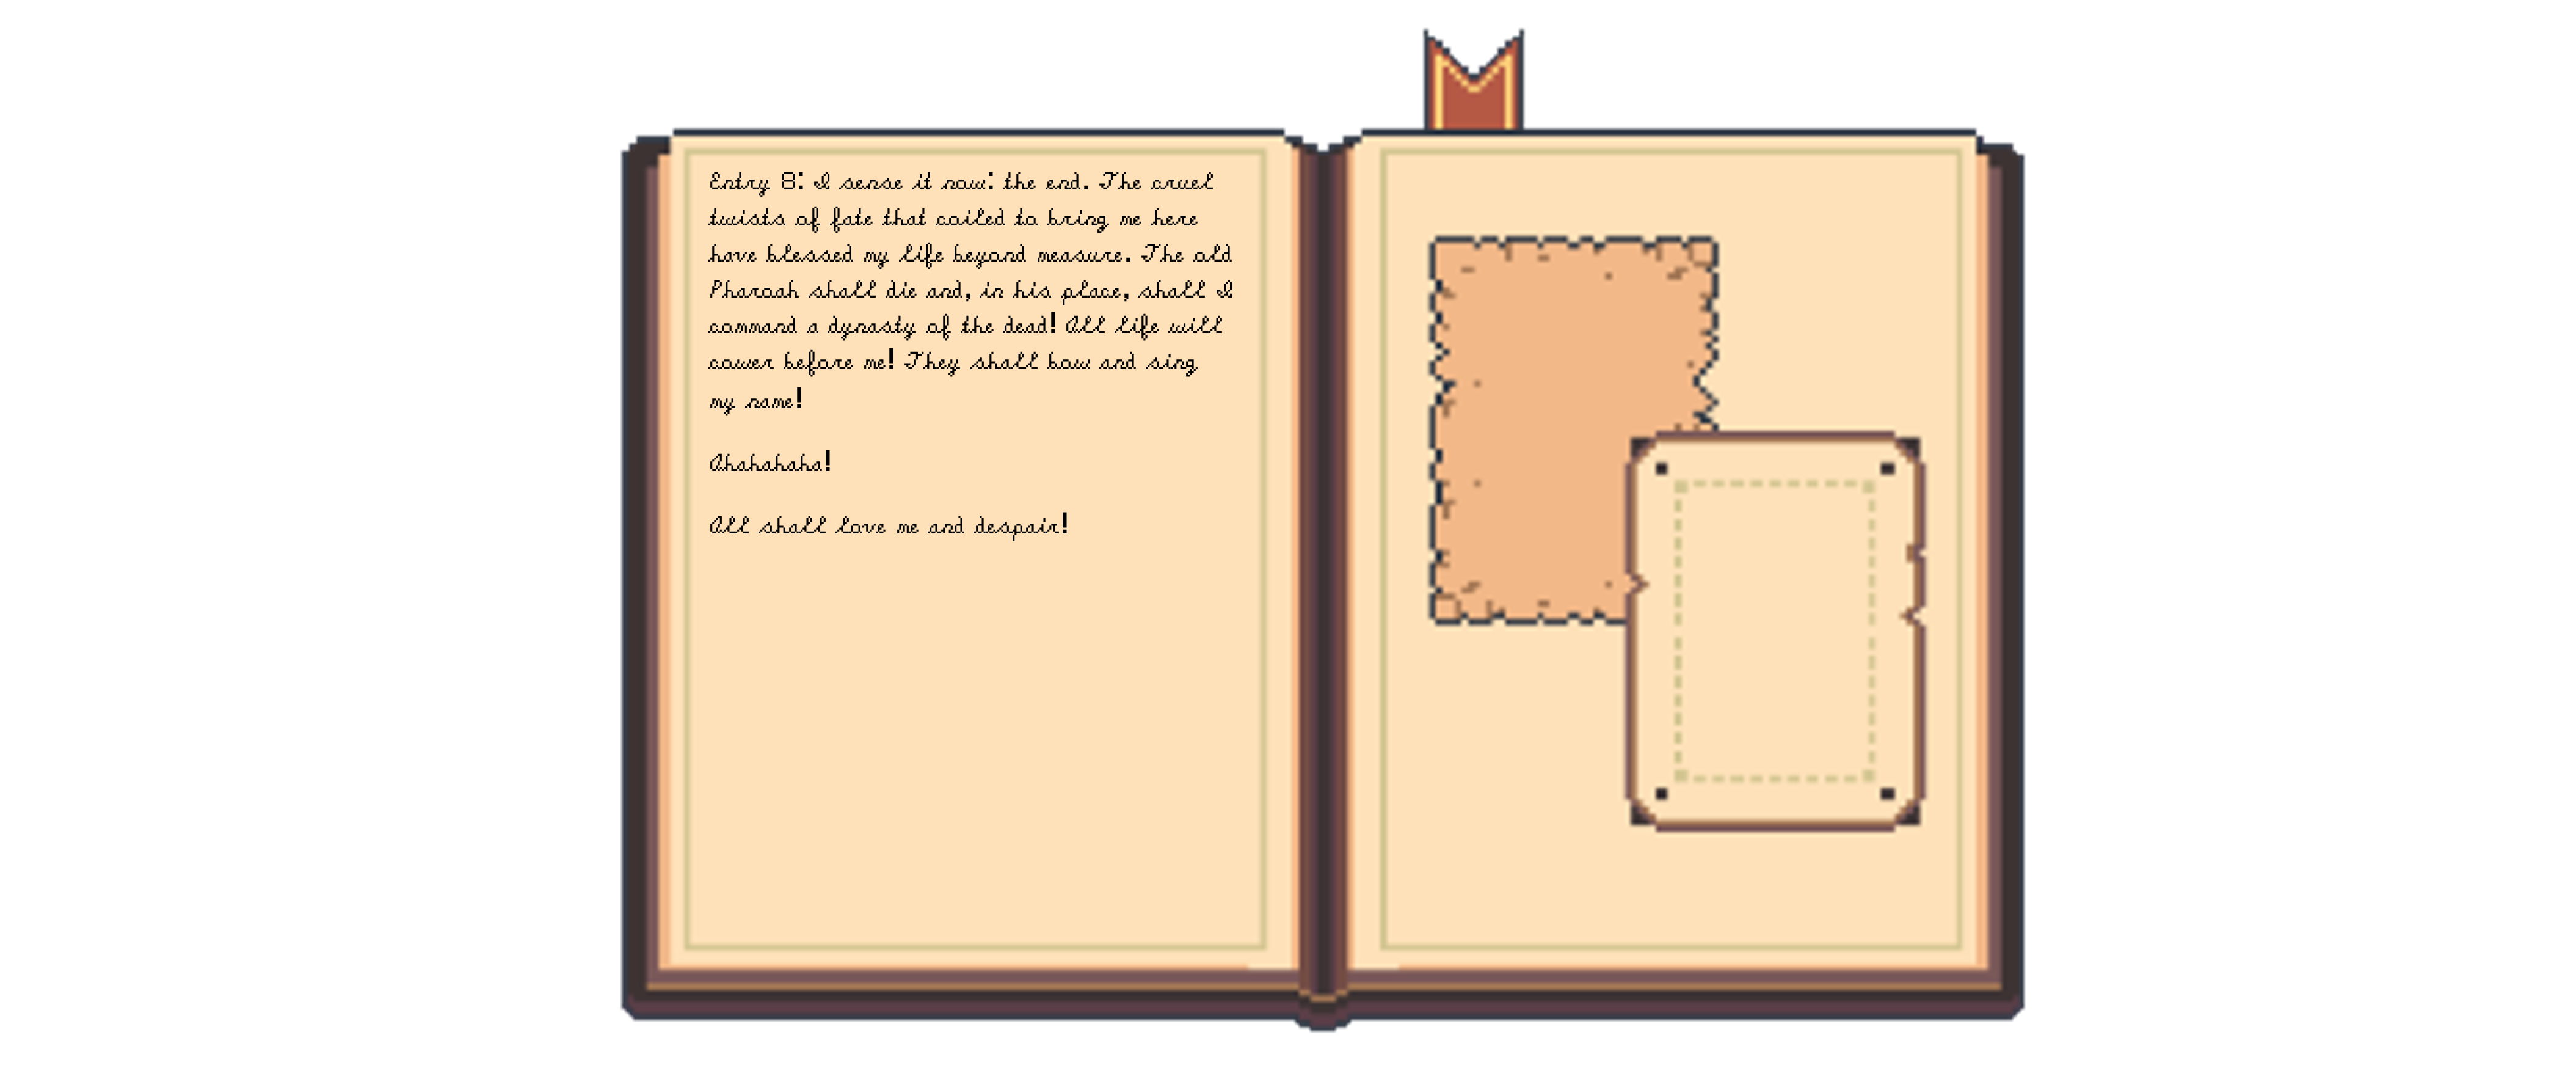 Entry 8: I sense it now: the end. The cruel
twists of fate that coiled to bring me here
have blessed my life beyond measure. The old
Pharoah shall die and, in his place, shall I
command a dynasty of the dead! All life will
cower before me! They shall bow and sing
my name!
Ahahahaha!
All shall love me and despair!